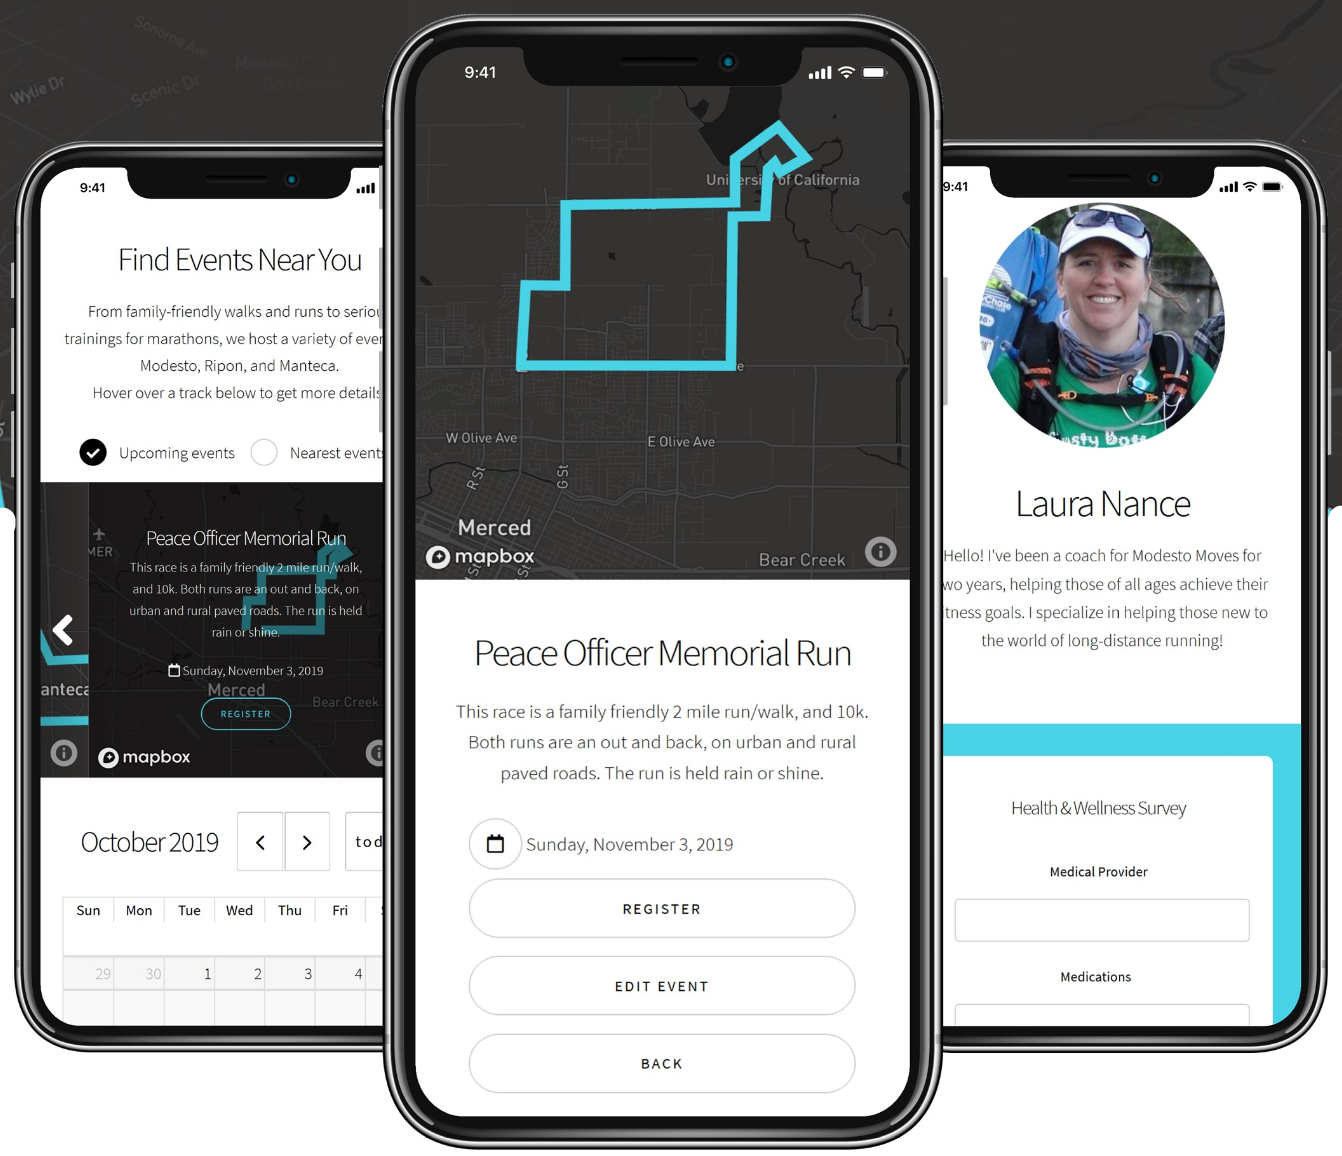 Sonoma Ave
Wylie Dr
Scenic Dr
9:41
Find Events Near You
From family-friendly walks and runs to seriou
trainings for marathons, we host a variety of even
Modesto, Ripon, and Manteca.
Hover over a track below to get more details
Upcoming events
Nearest events
MER
Peace Officer Memorial Run
This race is a family friendly 2 mile run/walk,
and 10k. Both runs are an out and back, on
urban and rural paved roads. The run is held
rain or shine.
Sunday, November 3, 2019
anteca
Merced
Bear Creek
REGISTER
mapbox
October 2019
tod
Sun Mon Tue Wed Thu Fri
29 30 1 2 3 4
9:41
University of California
W Olive Ave
E Olive Ave
R St
G St
Merced
mapbox
Bear Creek
Peace Officer Memorial Run
This race is a family friendly 2 mile run/walk, and 10k.
Both runs are an out and back, on urban and rural
paved roads. The run is held rain or shine.
Sunday, November 3, 2019
REGISTER
EDIT EVENT
BACK
9:41
Laura Nance
Hello! I've been a coach for Modesto Moves for
wo years, helping those of all ages achieve their
itness goals. I specialize in helping those new to
the world of long-distance running!
Health & Wellness Survey
Medical Provider
Medications